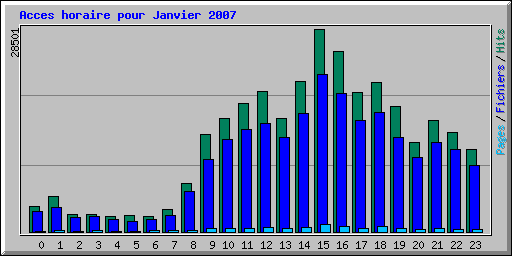 Acces horaire pour Janvier 2007
28501
Pages / Fichiers / Hits
0 1 2 3 4 5 6 7 8 9 10 11 12 13 14 15 16 17 18 19 20 21 22 23